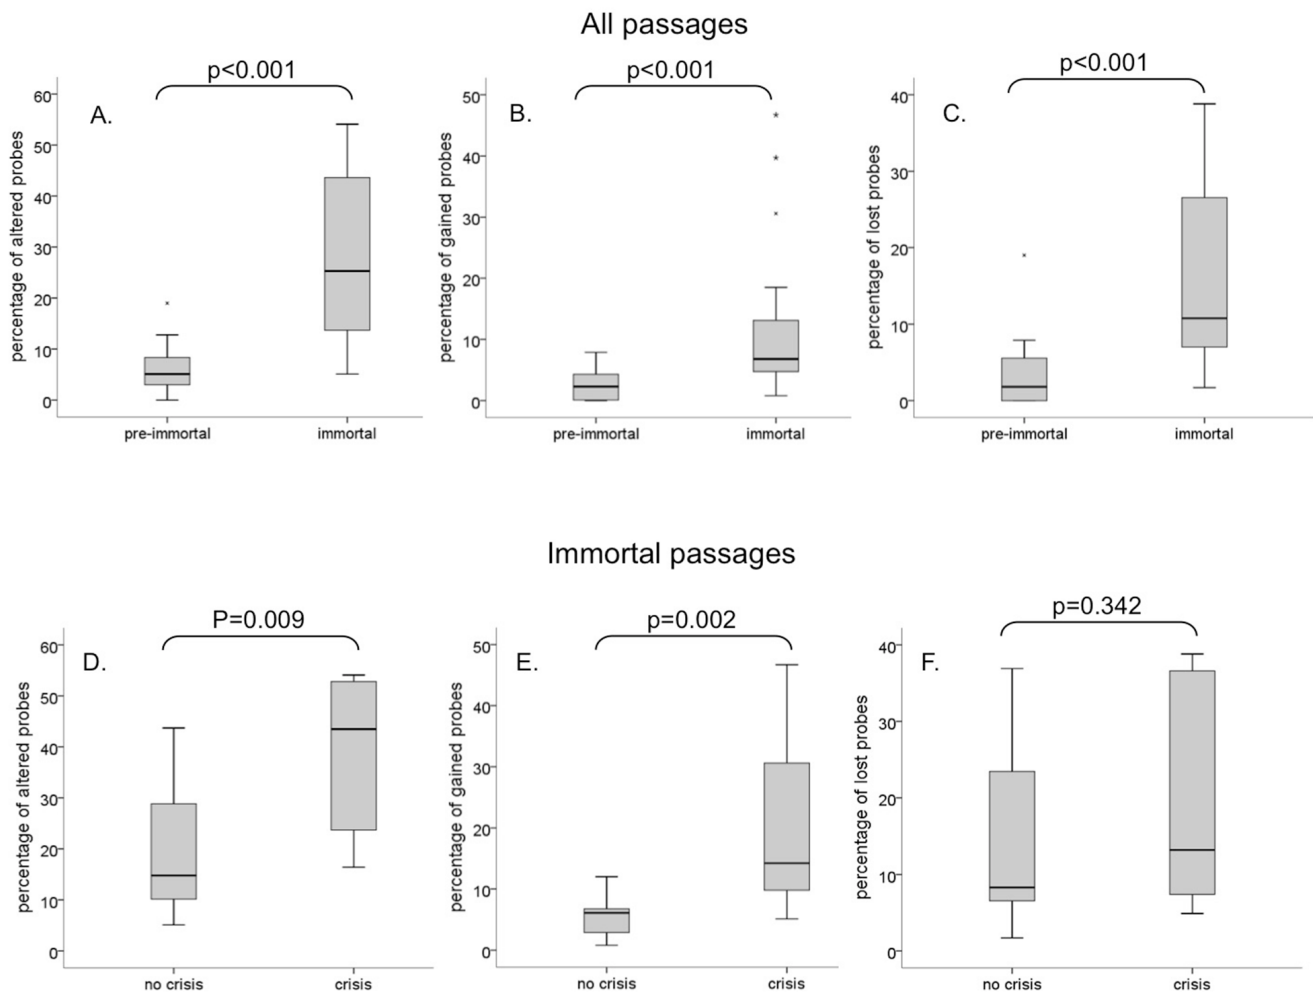 All passages
p<0.001
A.
percentage of altered probes
60
50
40
30
20
10
0
pre-immortal
immortal
p<0.001
B.
percentage of gained probes
50
40
30
20
10
0
pre-immortal
immortal
p<0.001
C.
percentage of lost probes
40
30
20
10
0
pre-immortal
immortal
Immortal passages
P=0.009
D.
percentage of altered probes
60
50
40
30
20
10
0
no crisis
crisis
p=0.002
E.
percentage of gained probes
50
40
30
20
10
0
no crisis
crisis
p=0.342
F.
percentage of lost probes
40
30
20
10
0
no crisis
crisis